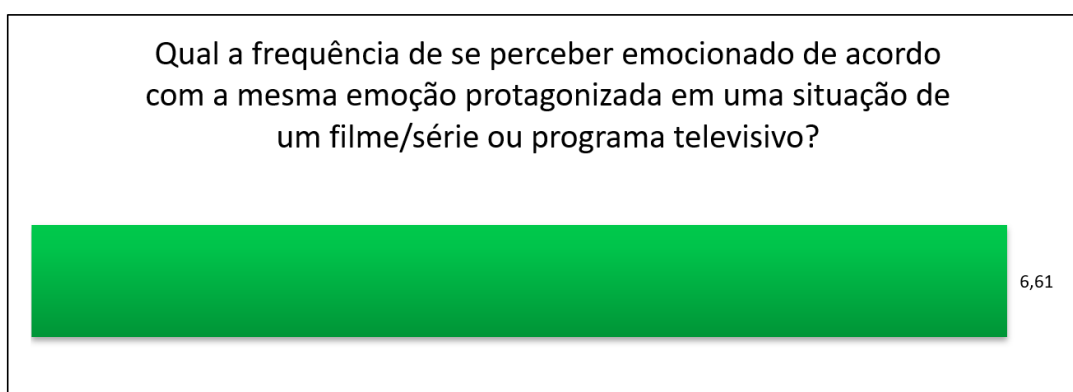 Qual a frequência de se perceber emocionado de acordo
com a mesma emoção protagonizada em uma situação de
um filme/série ou programa televisivo?
6,61